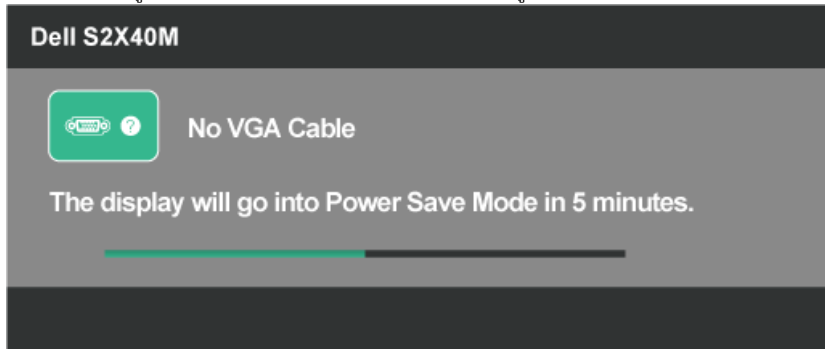 Dell S2X40M
?
No VGA Cable
The display will go into Power Save Mode in 5 minutes.